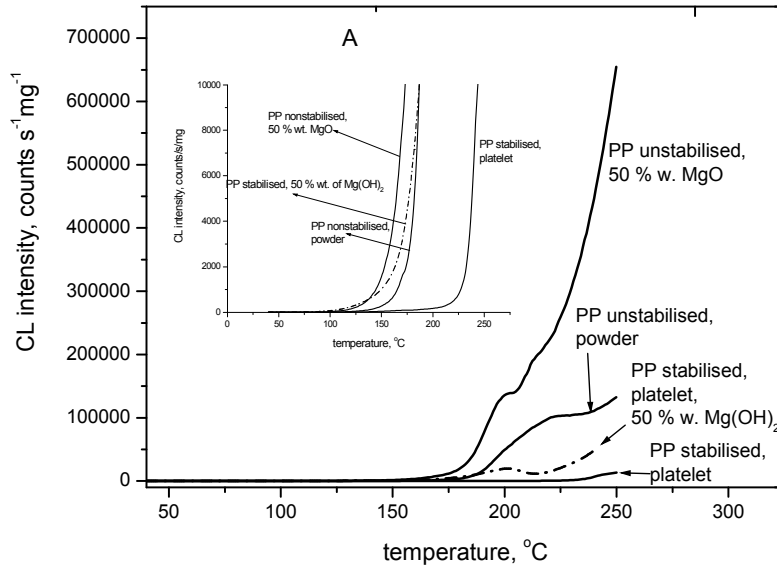 A
700000
600000
500000
400000
300000
200000
100000
0
CL intensity, counts s⁻¹mg⁻¹
50
100
150
200
250
300
temperature, °C
PP unstabilised,
50 % w. MgO
PP unstabilised,
powder
PP stabilised,
platelet,
50 % w. Mg(OH)₂
PP stabilised,
platelet
10000
8000
6000
4000
2000
0
CL intensity, counts/s/mg
0
50
100
150
200
250
temperature, °C
PP nonstabilised,
50 % wt. MgO
PP stabilised, 50 % wt. of Mg(OH)₂
PP nonstabilised,
powder
PP stabilised,
platelet